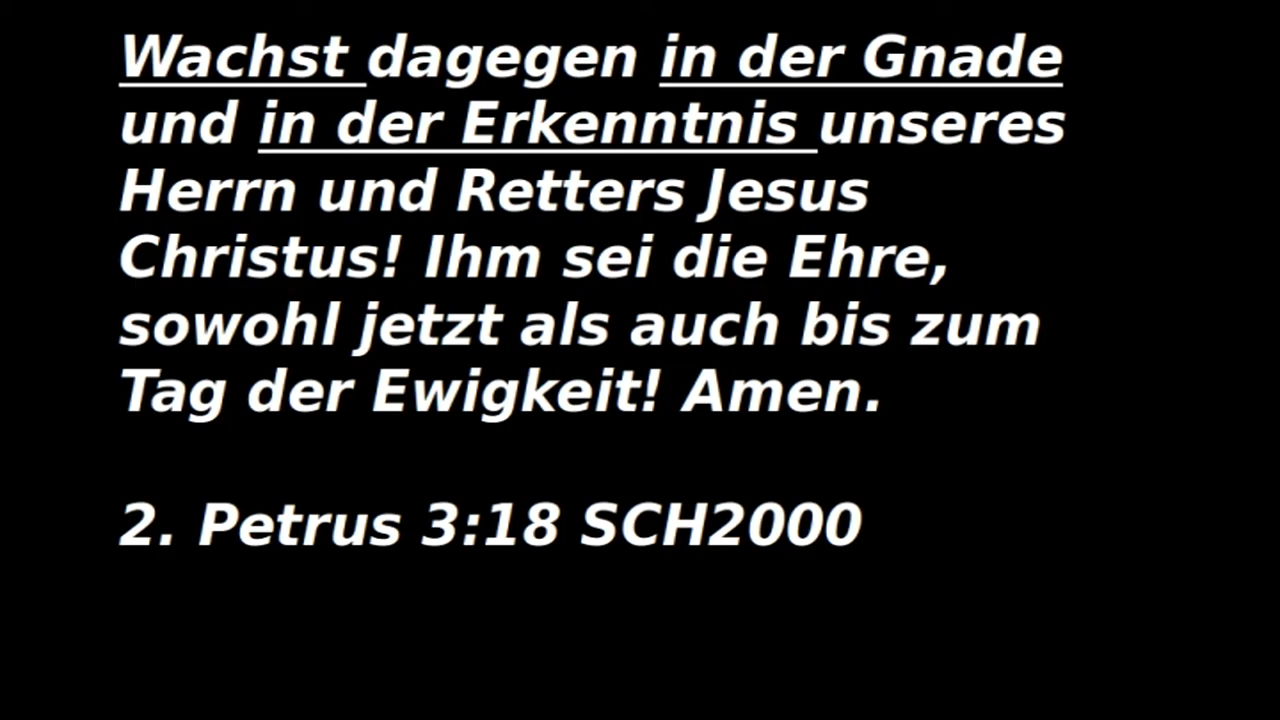 Wachst dagegen in der Gnade
und in der Erkenntnis unseres
Herrn und Retters Jesus
Christus! Ihm sei die Ehre,
sowohl jetzt als auch bis zum
Tag der Ewigkeit! Amen.
2. Petrus 3:18 SCH2000